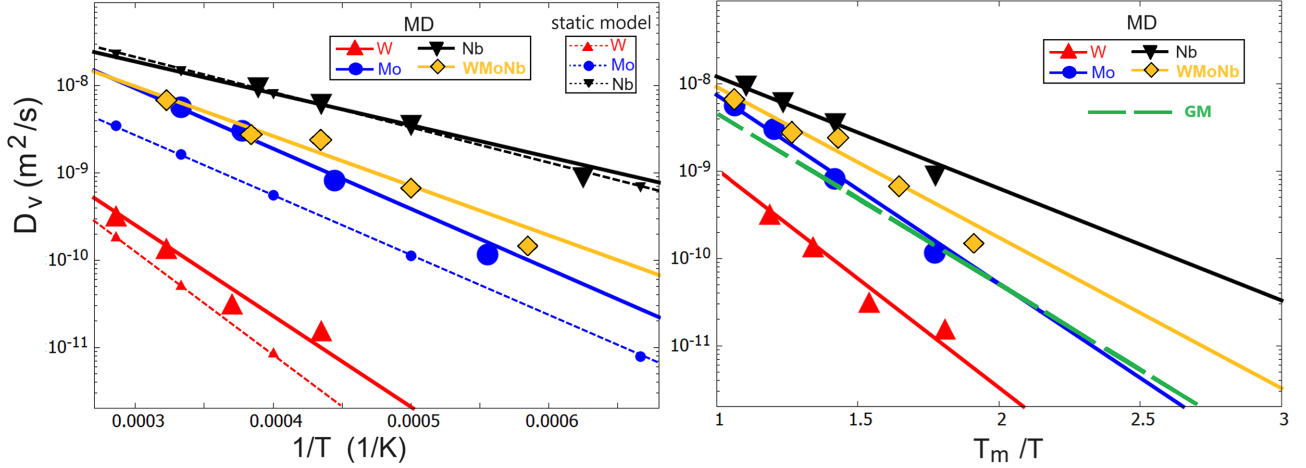 MD
W
Nb
Mo
WMoNb
static model
W
Mo
Nb
D_v (m²/s)
10⁻⁸
10⁻⁹
10⁻¹⁰
10⁻¹¹
0.0003
0.0004
0.0005
0.0006
1/T (1/K)
MD
W
Nb
Mo
WMoNb
GM
10⁻⁸
10⁻⁹
10⁻¹⁰
10⁻¹¹
1
1.5
2
2.5
3
T_m /T